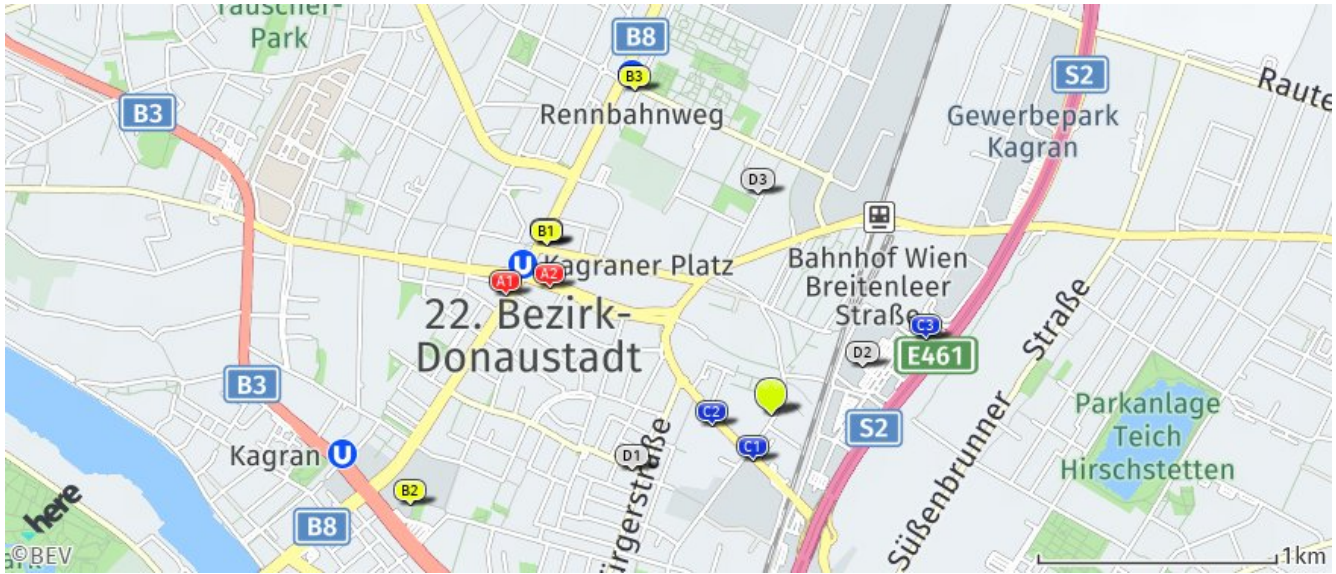 Tauscher-
Park
B8
B3
S2
Raute
B3
Rennbahnweg
Gewerbepark
Kagran
D3
B1
U
Kagraner Platz
A1
A2
Bahnhof Wien
Breitenleer
Straße
22. Bezirk-
Donaustadt
C3
D2
E461
B3
C2
C1
S2
Straße
Süßenbrunner
Parkanlage
Teich
Hirschstetten
Kagran
U
D1
ürgerstraße
B2
B8
here
©BEV
1km